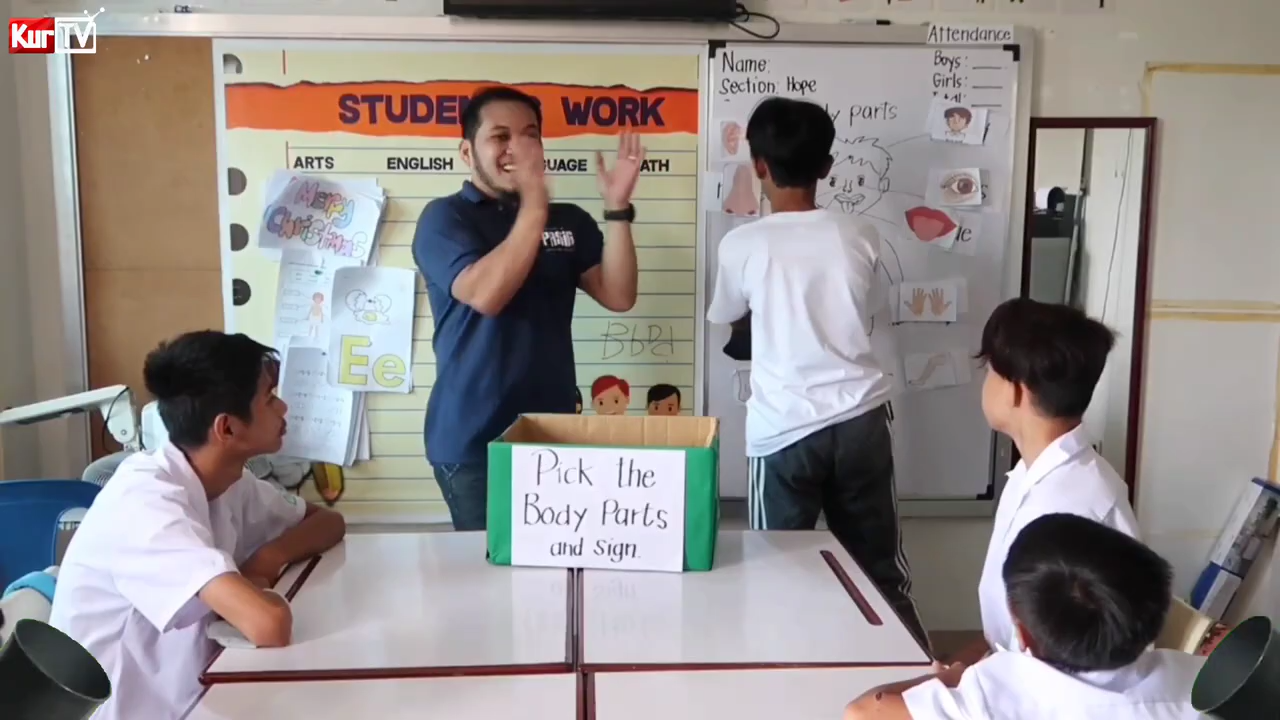 Kur TV
STUDEN S WORK
ARTS ENGLISH GUAGE ATH
Merry
Christmas
Ee
Name:
Section: Hope
Attendance
Boys:
Girls:
y parts
Pick the
Body Parts
and sign.